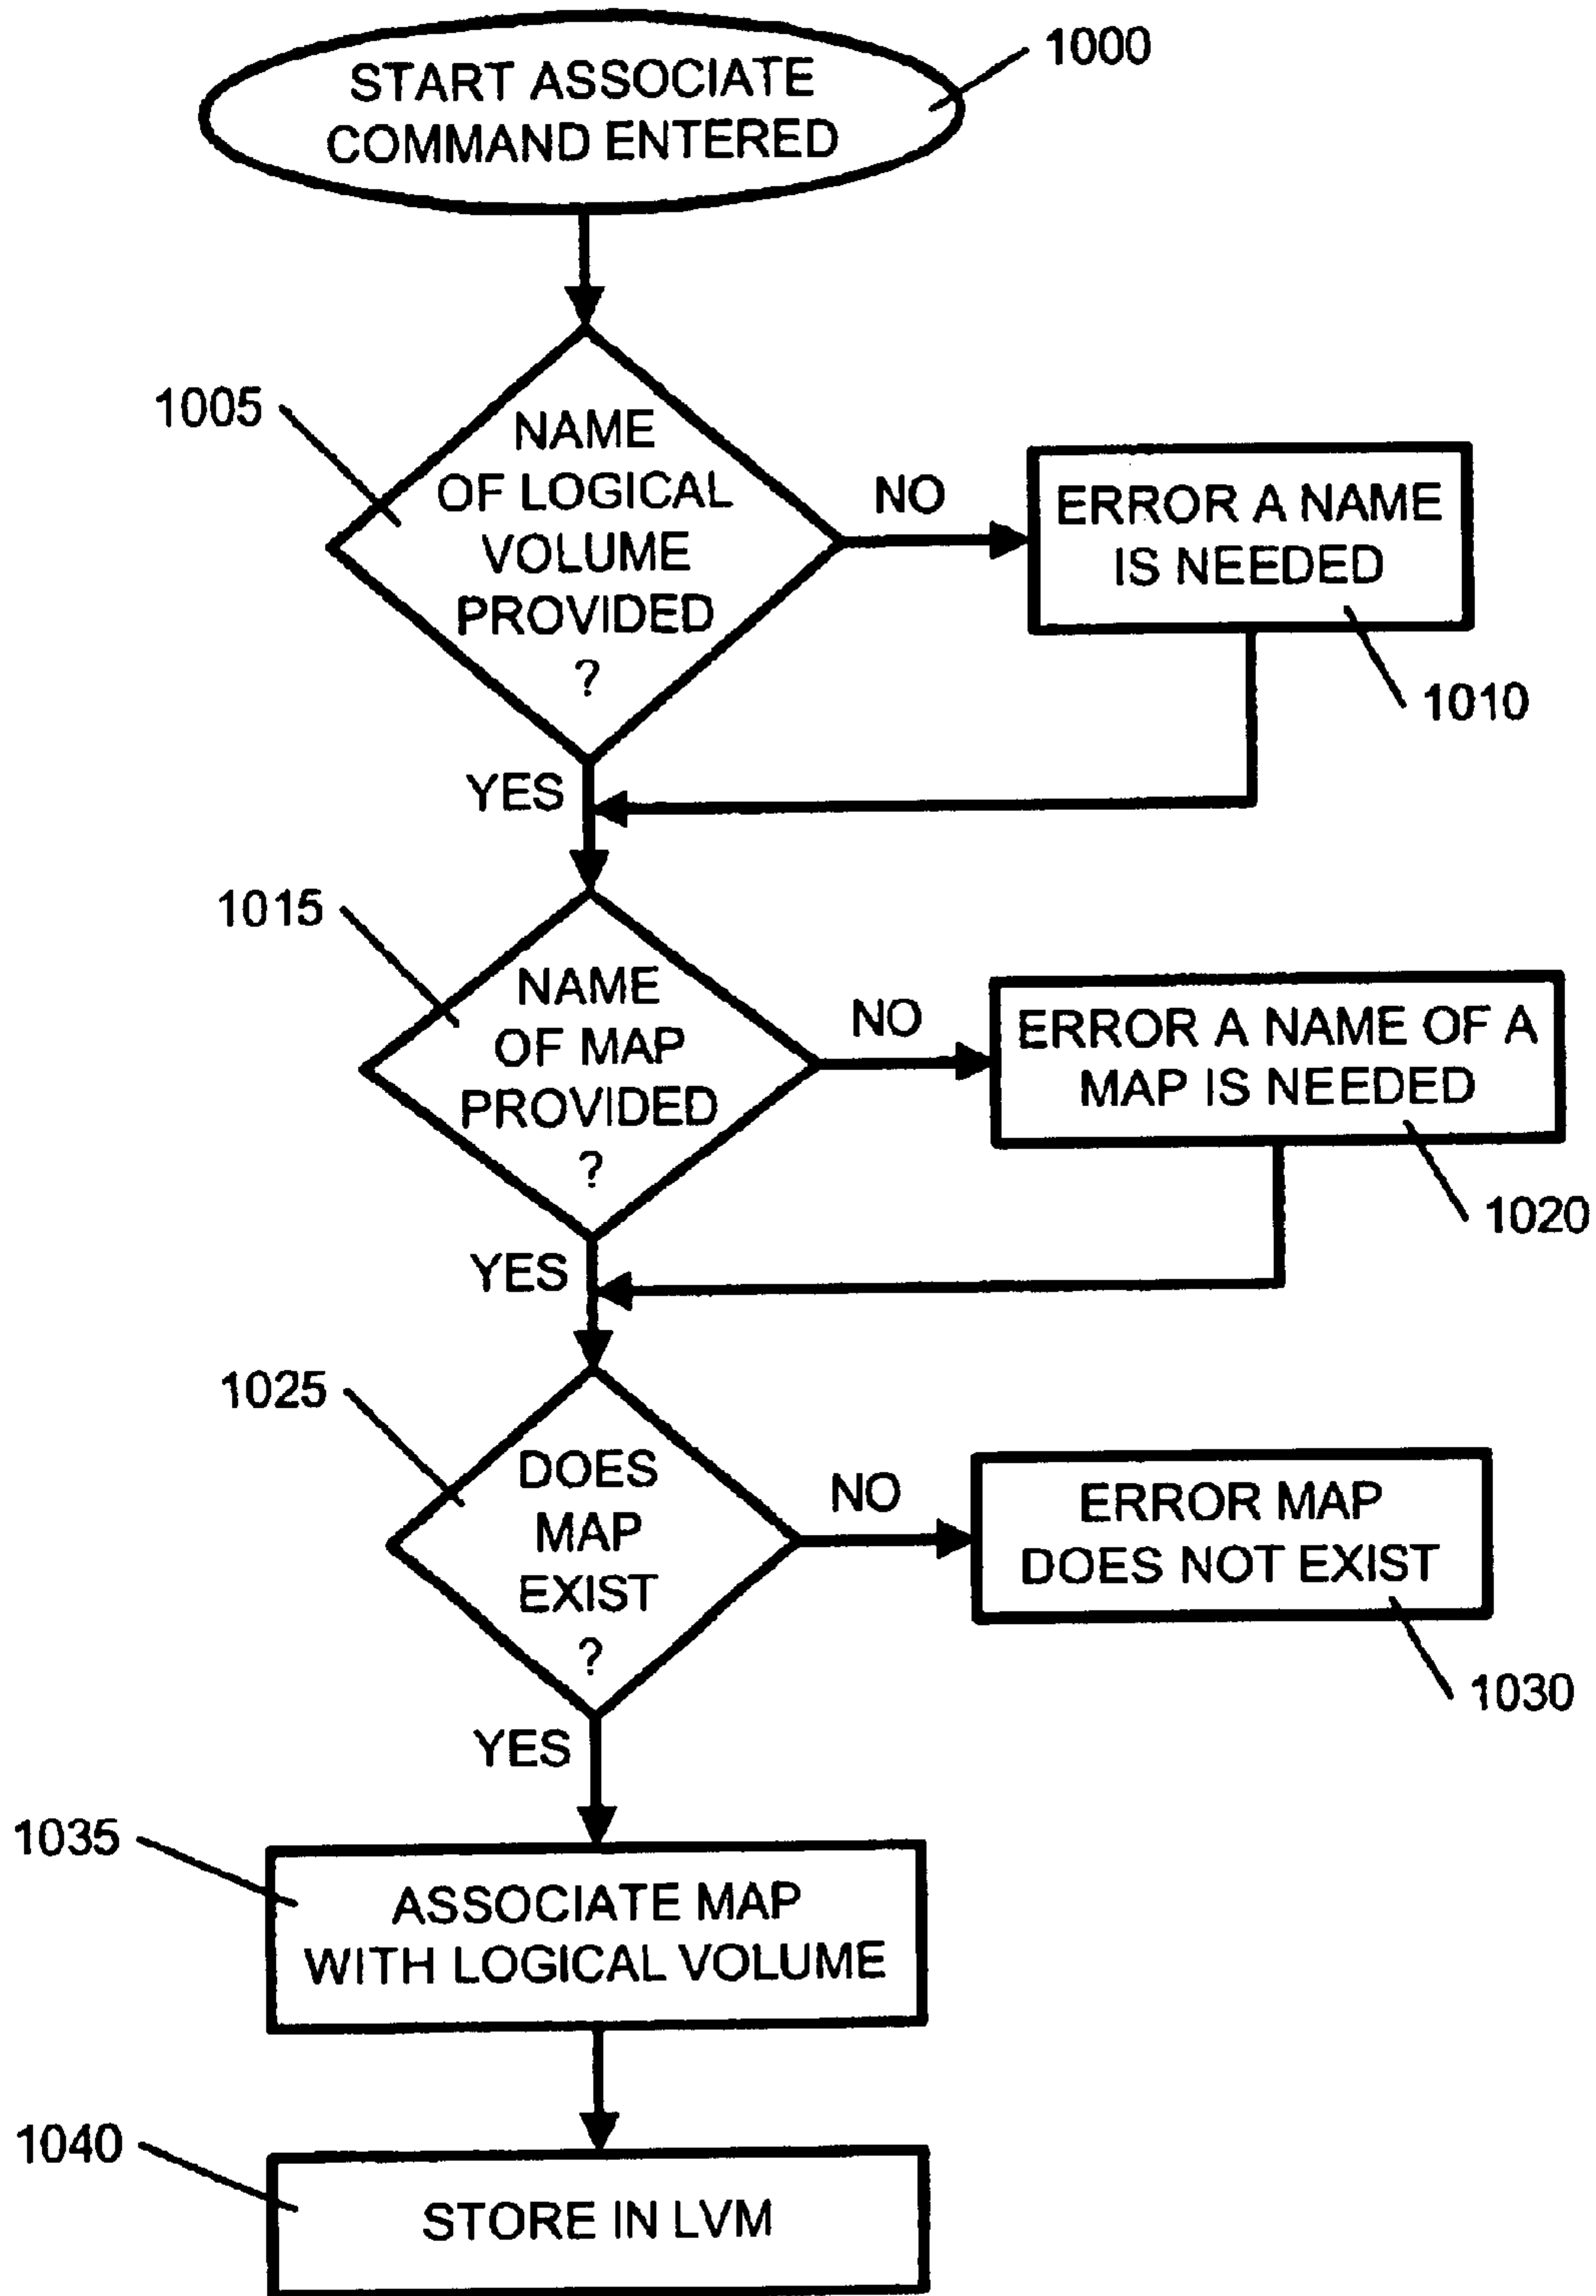 START ASSOCIATE
COMMAND ENTERED
1000
1005
NAME
OF LOGICAL
VOLUME
PROVIDED
?
NO
ERROR A NAME
IS NEEDED
1010
YES
1015
NAME
OF MAP
PROVIDED
?
NO
ERROR A NAME OF A
MAP IS NEEDED
1020
YES
1025
DOES
MAP
EXIST
?
NO
ERROR MAP
DOES NOT EXIST
1030
YES
1035
ASSOCIATE MAP
WITH LOGICAL VOLUME
1040
STORE IN LVM